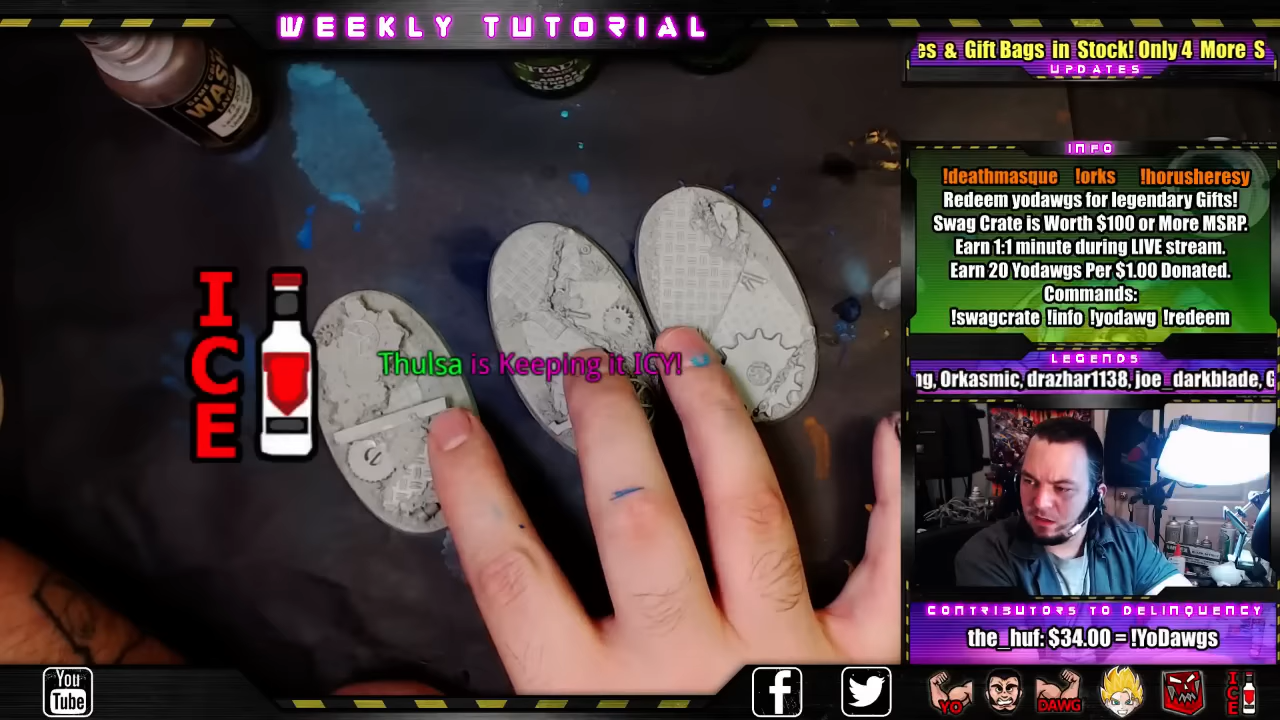 WEEKLY TUTORIAL
es & Gift Bags in Stock! Only 4 More S
UPDATES
WASH
INFO
!deathmasque !orks !horusheresy
Redeem yodawgs for legendary Gifts!
Swag Crate is Worth $100 or More MSRP.
Earn 1:1 minute during LIVE stream.
Earn 20 Yodawgs Per $1.00 Donated.
Commands:
!swagcrate !info !yodawg !redeem
LEGENDS
ng, Orkasmic, drazhar1138, joe_darkblade, G
ICE
Thulsa is Keeping it ICY!
CONTRIBUTORS TO DELINQUENCY
the_huf: $34.00 = !YoDawgs
You
Tube
f
YO
DAWG
ICE